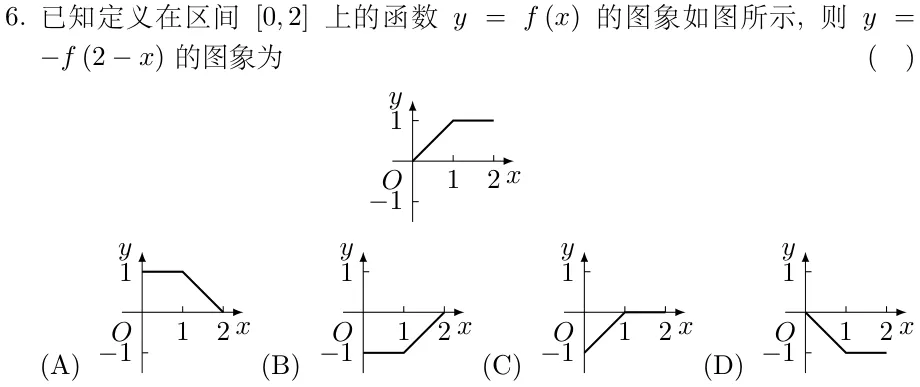 6. 已知定义在区间 [0,2] 上的函数 y = f(x) 的图象如图所示, 则 y =
−f(2−x) 的图象为 ( )
y
1
O 1 2 x
−1
y y y y
1 1 1 1
O 1 2 x O 1 2 x O 1 2 x O 1 2 x
(A) −1 (B) −1 (C) −1 (D) −1